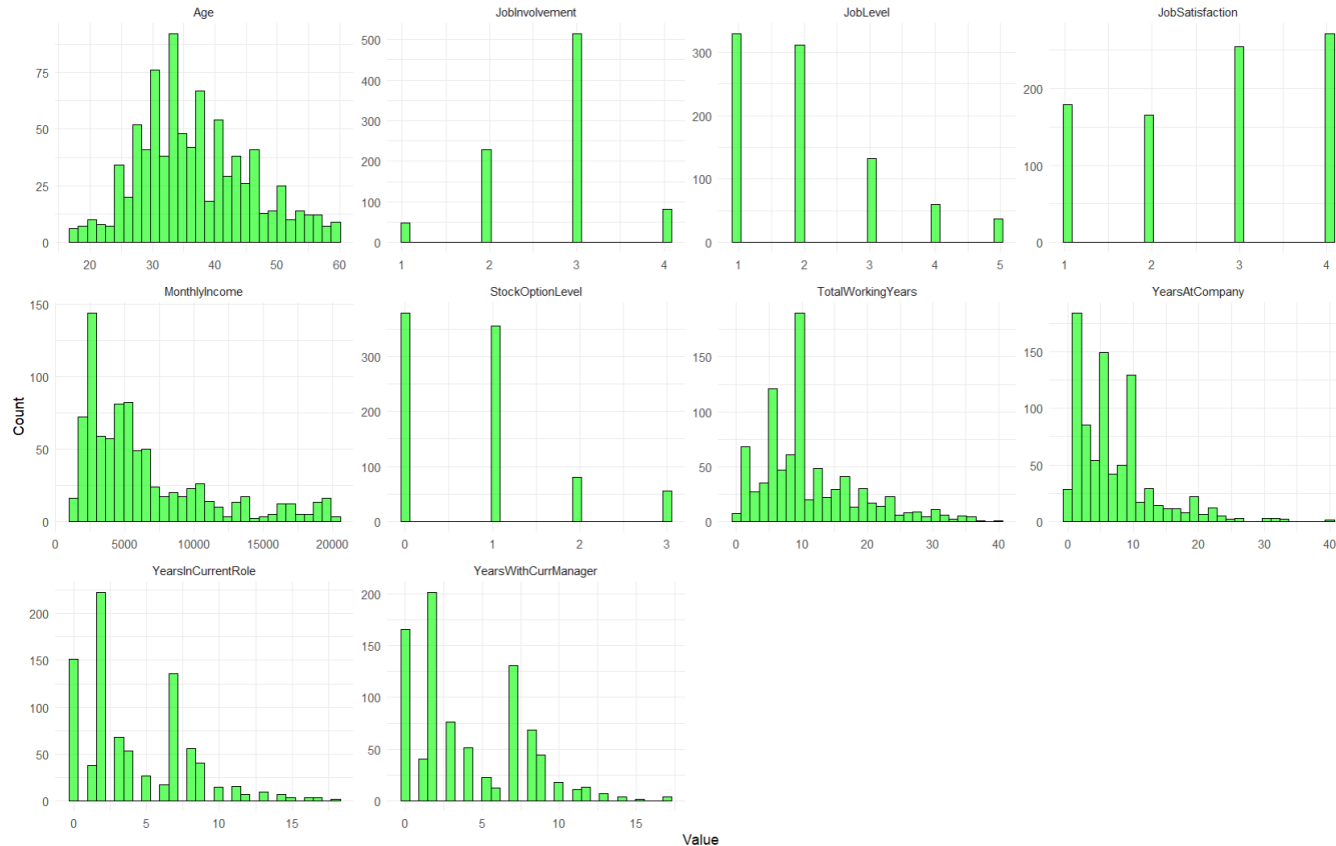 Age
JobInvolvement
JobLevel
JobSatisfaction
75
50
25
0
20 30 40 50 60
500
400
300
200
100
0
1 2 3 4
300
200
100
0
1 2 3 4 5
200
100
0
1 2 3 4
MonthlyIncome
StockOptionLevel
TotalWorkingYears
YearsAtCompany
150
100
50
0
0 5000 10000 15000 20000
300
200
100
0
0 1 2 3
150
100
50
0
0 10 20 30 40
150
100
50
0
0 10 20 30 40
YearsInCurrentRole
YearsWithCurrManager
200
150
100
50
0
0 5 10 15
200
150
100
50
0
0 5 10 15
Count
Value